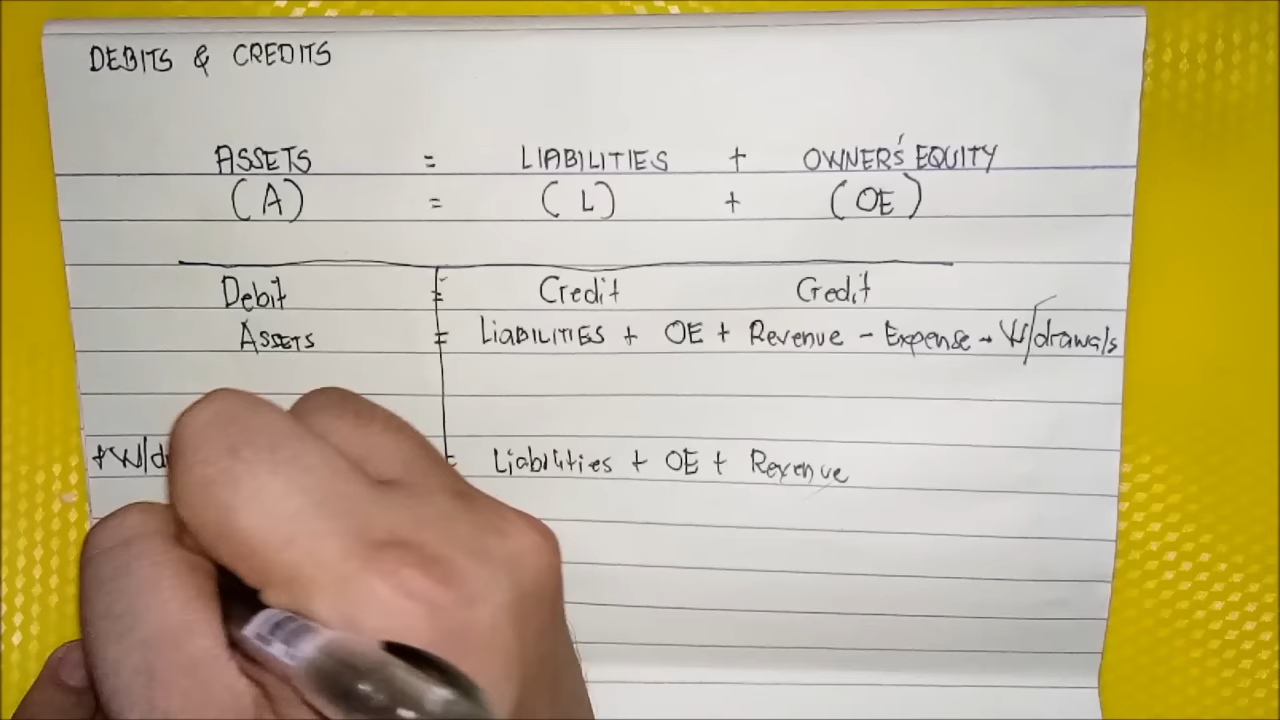 DEBITS & CREDITS
ASSETS = LIABILITIES + OWNER'S EQUITY
(A) = (L) + (OE)
Debit = Credit Credit
ASSETS = LIABILITIES + OE + Revenue - Expense - W/drawals
+W/d Liabilities + OE + Revenue